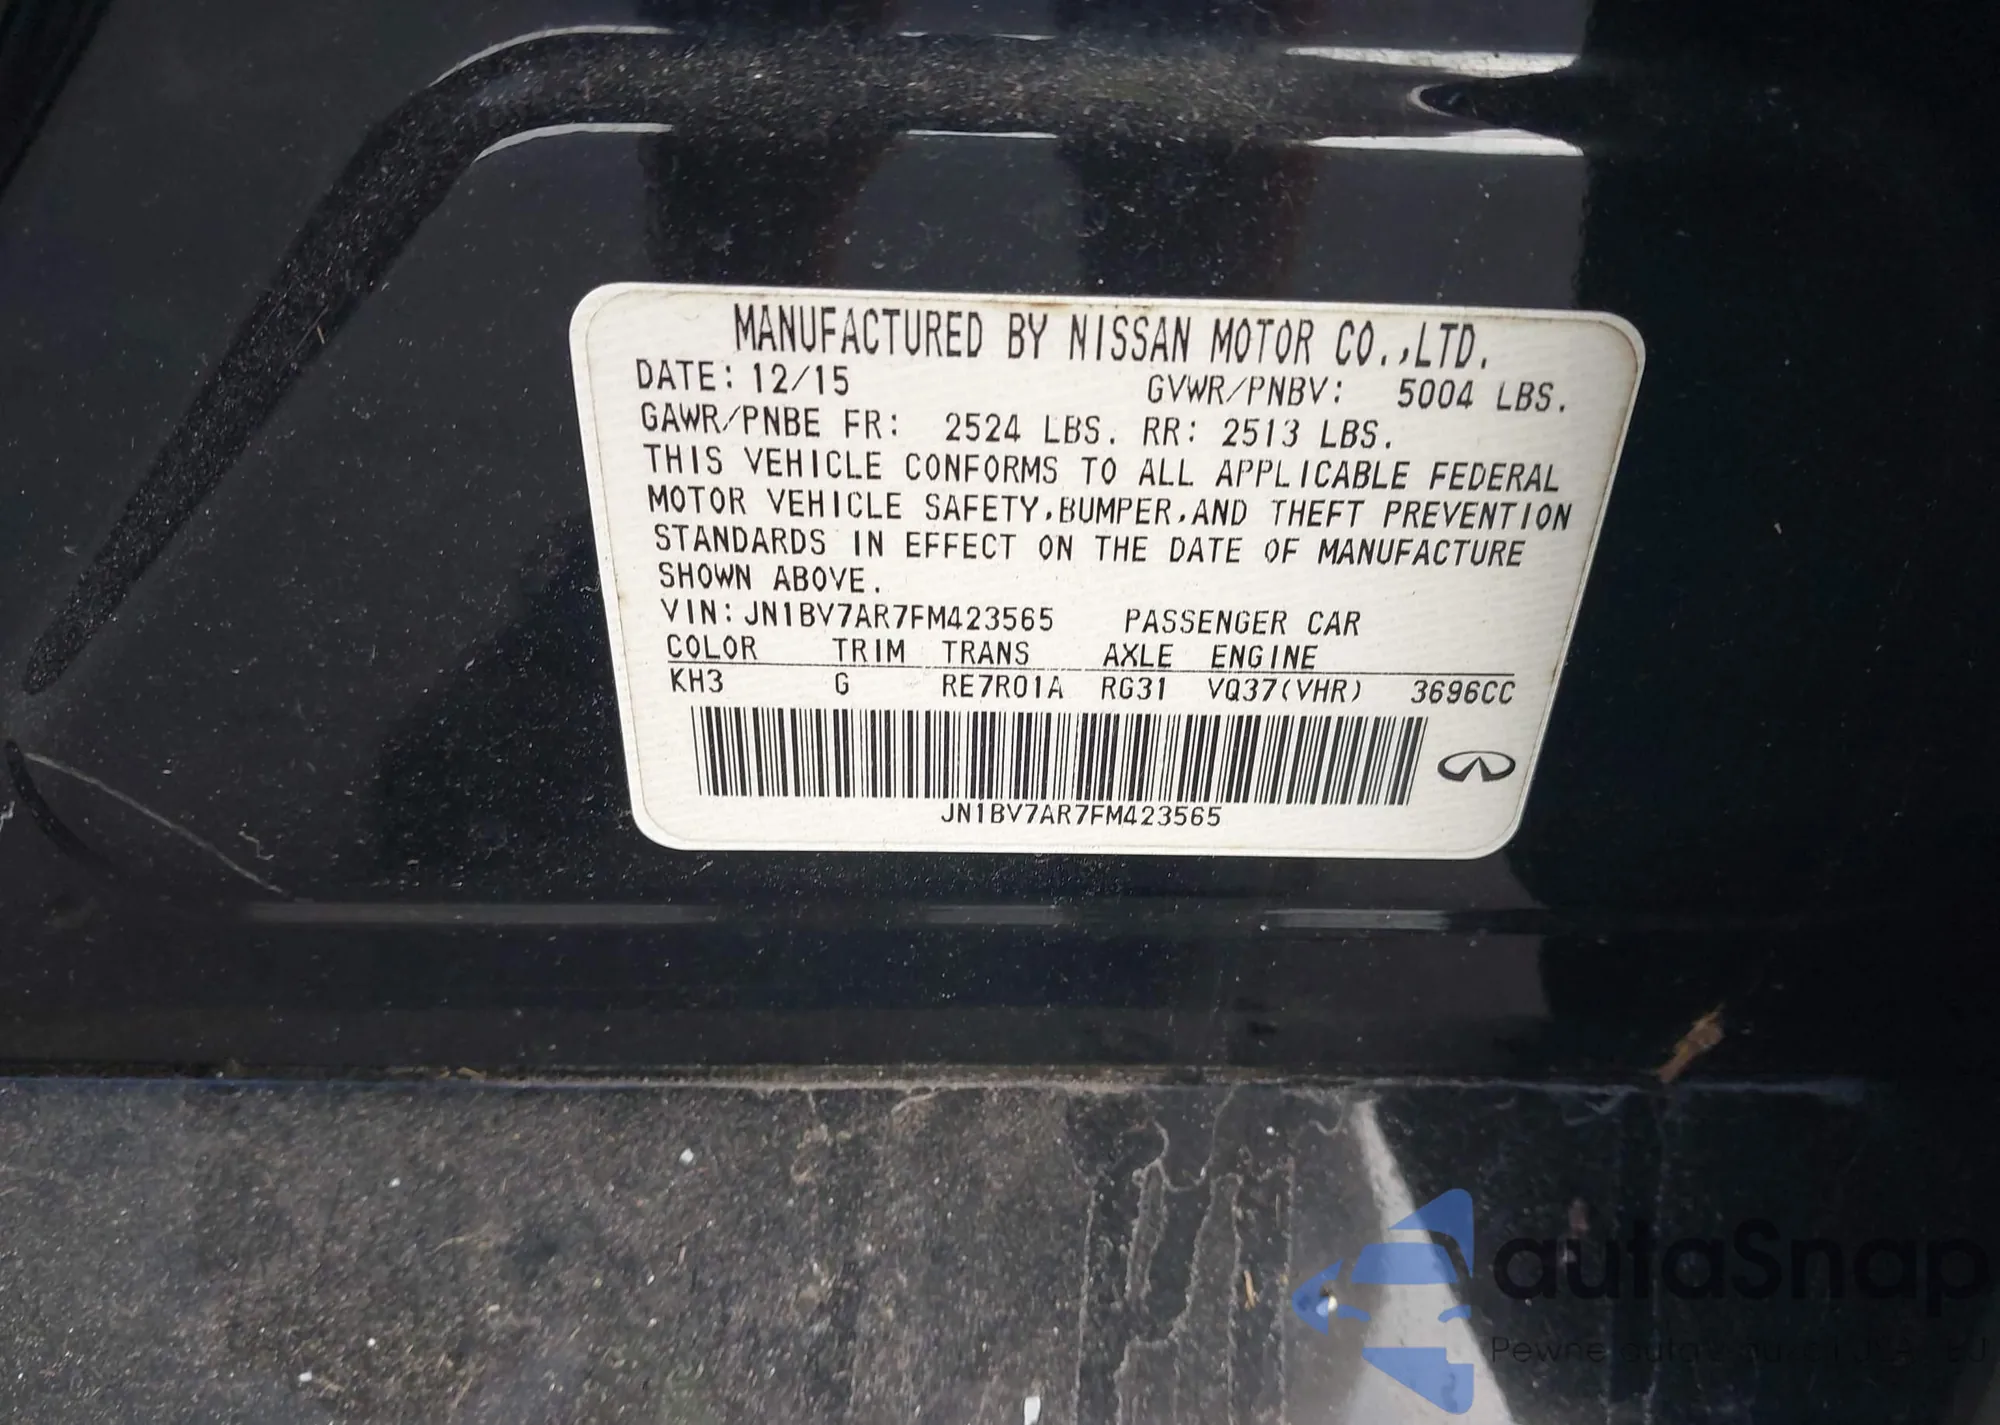 MANUFACTURED BY NISSAN MOTOR CO.,LTD.
DATE: 12/15 GVWR/PNBV: 5004 LBS.
GAWR/PNBE FR: 2524 LBS. RR: 2513 LBS.
THIS VEHICLE CONFORMS TO ALL APPLICABLE FEDERAL
MOTOR VEHICLE SAFETY,BUMPER,AND THEFT PREVENTION
STANDARDS IN EFFECT ON THE DATE OF MANUFACTURE
SHOWN ABOVE.
VIN: JN1BV7AR7FM423565 PASSENGER CAR
COLOR TRIM TRANS AXLE ENGINE
KH3 G RE7R01A RG31 VQ37(VHR) 3696CC
JN1BV7AR7FM423565
autaSnap
Pewne auta